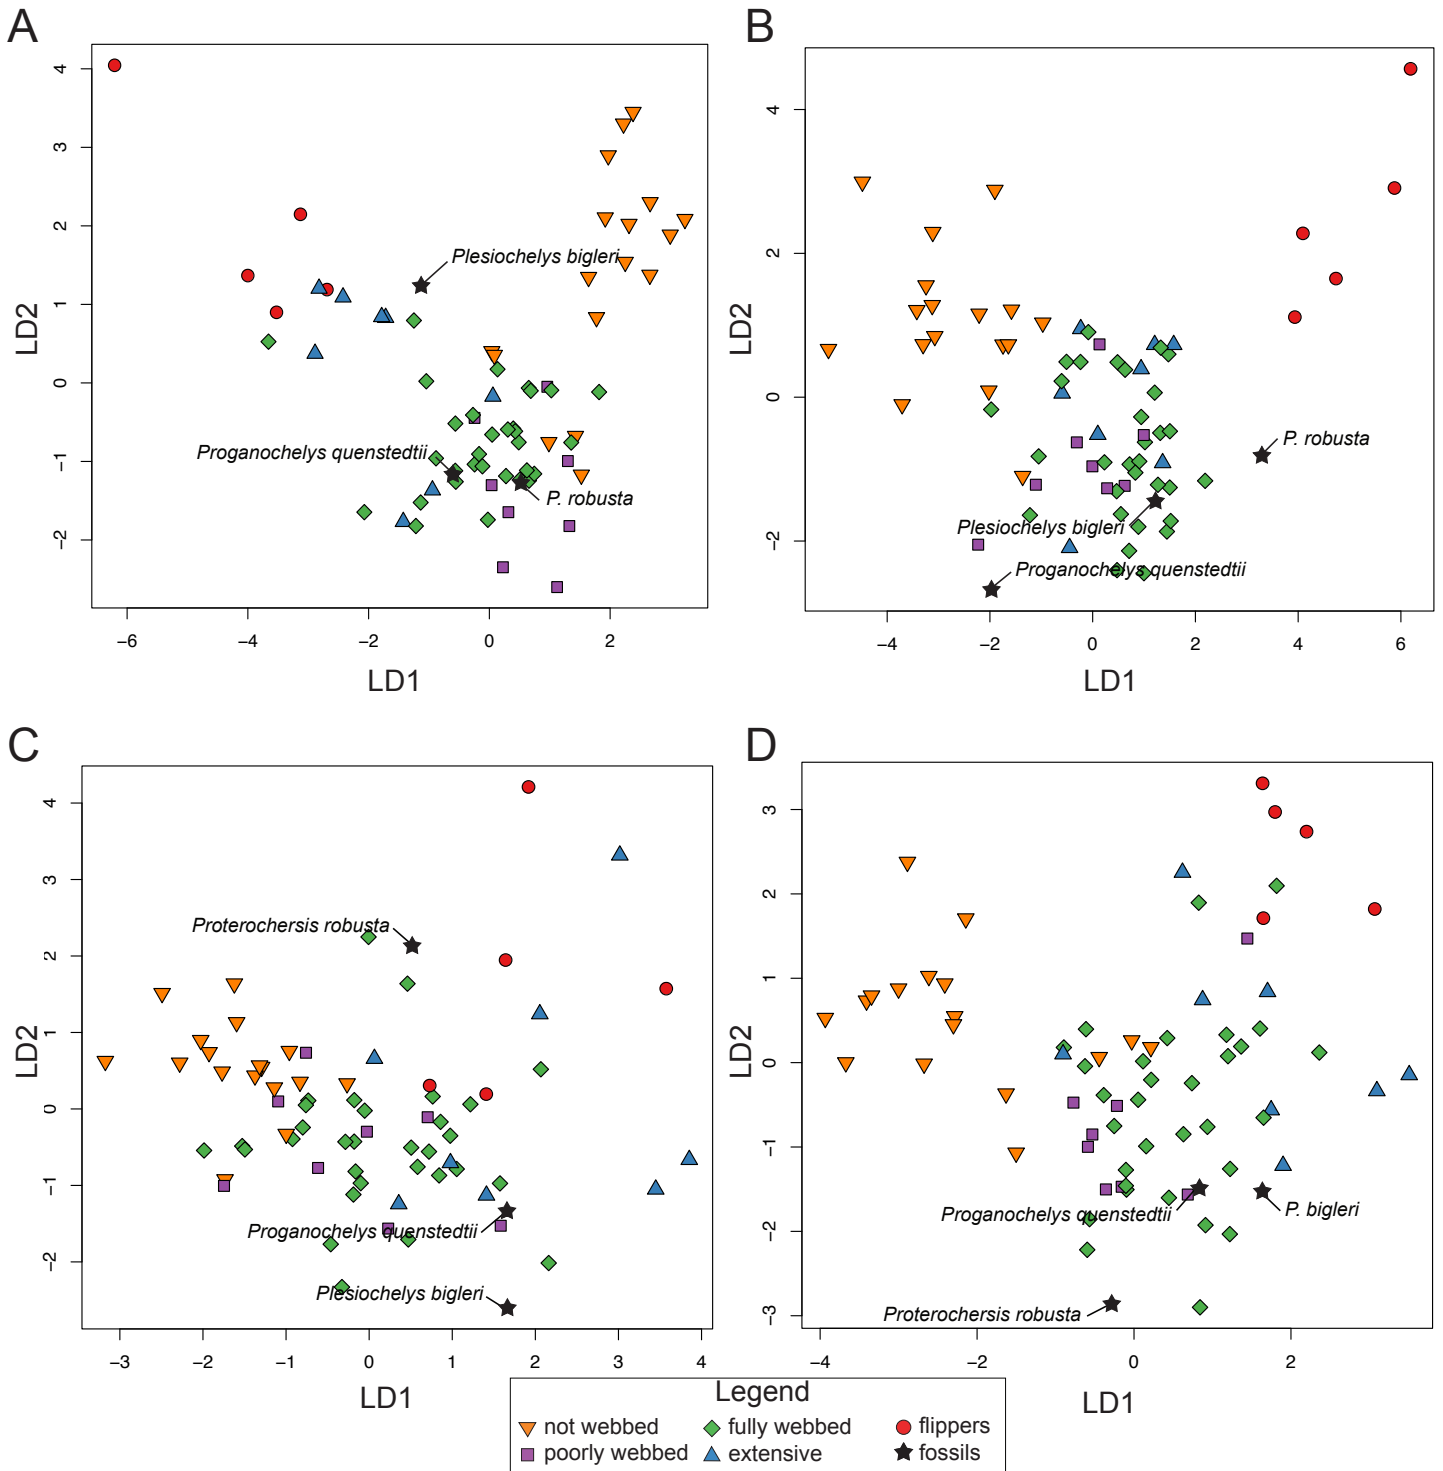 A
4
3
2
1
0
−1
−2
LD2
Plesiochelys bigleri
Proganochelys quenstedtii
P. robusta
−6
−4
−2
0
2
LD1
B
4
2
0
−2
LD2
P. robusta
Plesiochelys bigleri
Proganochelys quenstedtii
−4
−2
0
2
4
6
LD1
C
4
3
2
1
0
−1
−2
LD2
Proterochersis robusta
Proganochelys quenstedtii
Plesiochelys bigleri
−3
−2
−1
0
1
2
3
4
LD1
D
3
2
1
0
−1
−2
−3
LD2
Proganochelys quenstedtii
P. bigleri
Proterochersis robusta
−4
−2
0
2
LD1
Legend
not webbed
fully webbed
flippers
poorly webbed
extensive
fossils